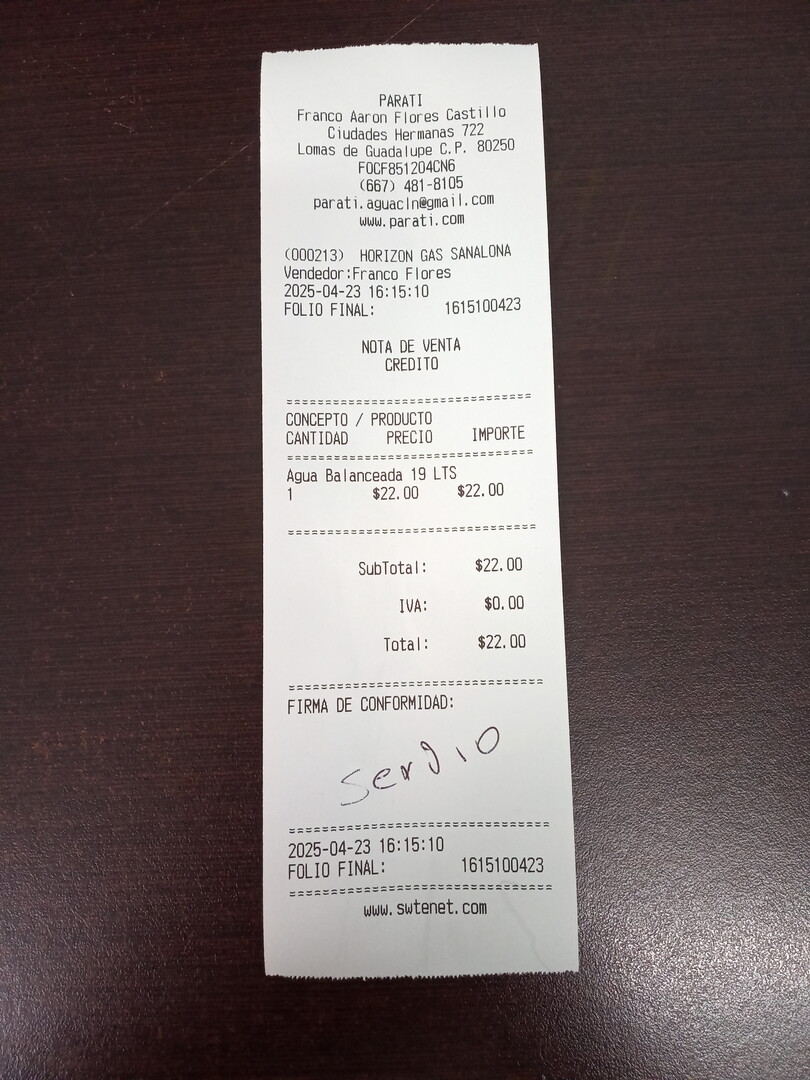 PARATI
Franco Aaron Flores Castillo
Ciudades Hermanas 722
Lomas de Guadalupe C.P. 80250
FOCF851204CN6
(667) 481-8105
parati.aguacln@gmail.com
www.parati.com
(000213) HORIZON GAS SANALONA
Vendedor:Franco Flores
2025-04-23 16:15:10
FOLIO FINAL: 1615100423
NOTA DE VENTA
CREDITO
================================
CONCEPTO / PRODUCTO
CANTIDAD PRECIO IMPORTE
================================
Agua Balanceada 19 LTS
1 $22.00 $22.00
================================
SubTotal: $22.00
IVA: $0.00
Total: $22.00
================================
FIRMA DE CONFORMIDAD:
Sergio
================================
2025-04-23 16:15:10
FOLIO FINAL: 1615100423
================================
www.swtenet.com